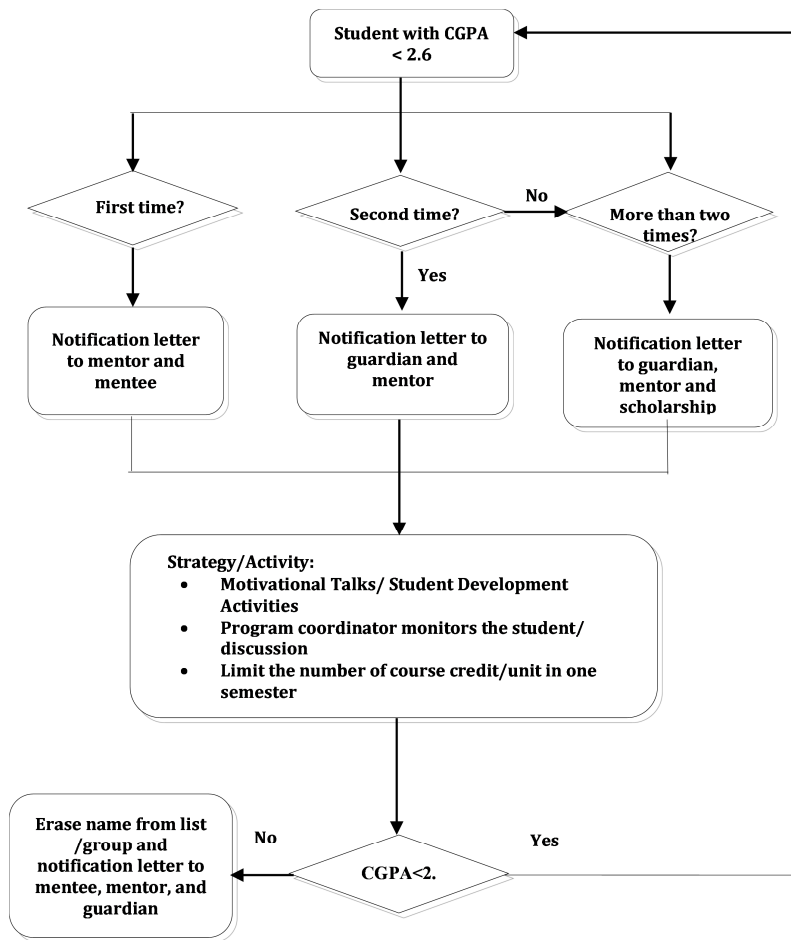 Student with CGPA
< 2.6
First time?
Second time?
No
More than two
times?
Yes
Notification letter
to mentor and
mentee
Notification letter to
guardian and
mentor
Notification letter
to guardian,
mentor and
scholarship
Strategy/Activity:
• Motivational Talks/ Student Development
Activities
• Program coordinator monitors the student/
discussion
• Limit the number of course credit/unit in one
semester
Erase name from list
/group and
notification letter to
mentee, mentor, and
guardian
No
CGPA<2.
Yes